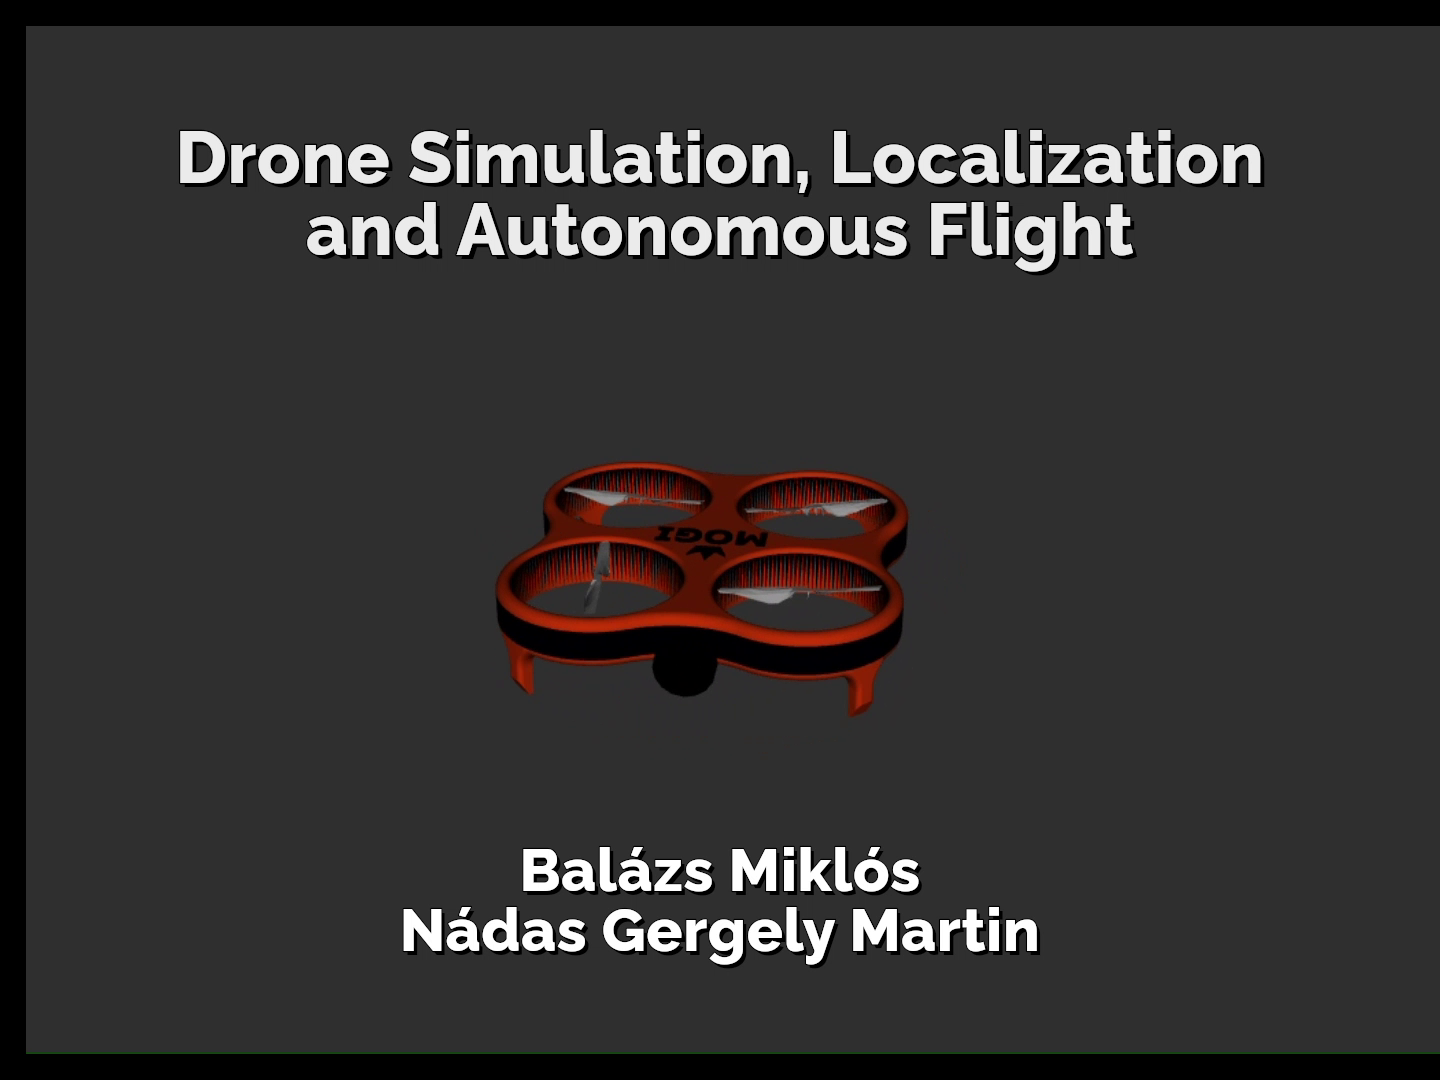 Drone Simulation, Localization
and Autonomous Flight
MOGI
Balázs Miklós
Nádas Gergely Martin